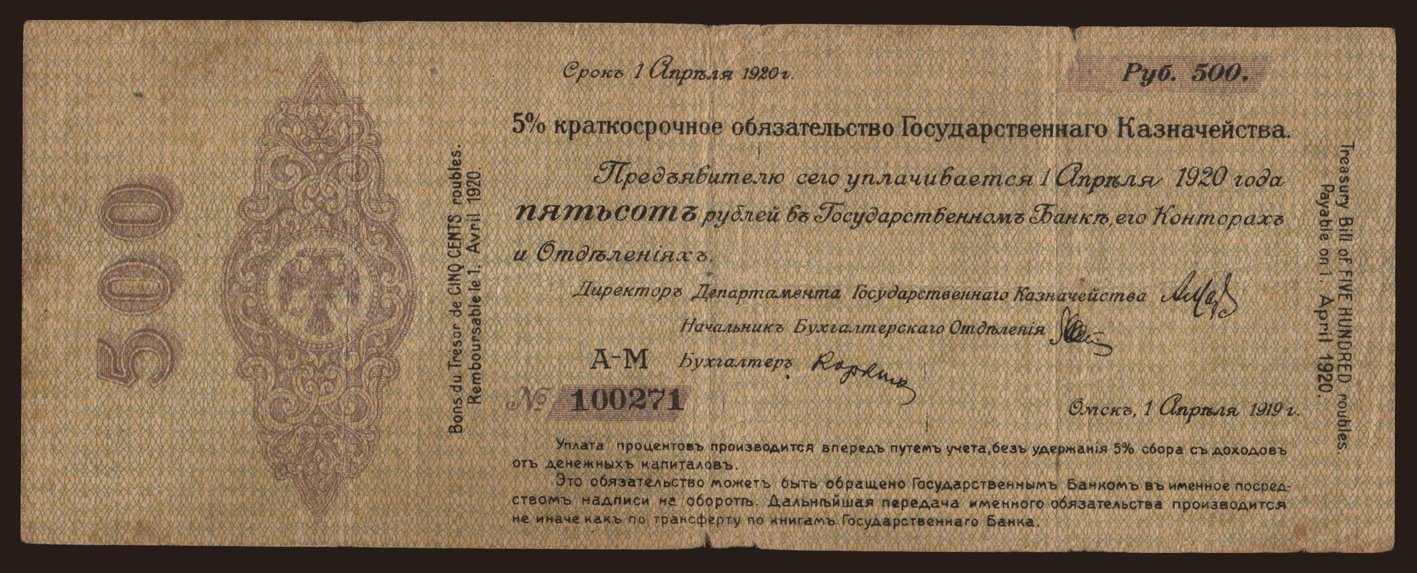 500
Bons du Tresor de CINQ CENTS roubles.
Remboursable le 1. Avril 1920
Срокъ 1 Апрѣля 1920 г.
Руб. 500.
5% краткосрочное обязательство Государственнаго Казначейства.
Предъявителю сего уплачивается 1 Апрѣля 1920 года
ПЯТЬСОТЪ рублей въ Государственномъ Банкѣ, его Конторахъ
и Отдѣленіяхъ.
Директоръ Департамента Государственнаго Казначейства
Начальникъ Бухгалтерскаго Отдѣленія
А-М Бухгалтеръ
№ 100271
Омскъ, 1 Апрѣля 1919 г.
Уплата процентовъ производится впередъ путемъ учета, безъ удержанія 5% сбора съ доходовъ
отъ денежныхъ капиталовъ.
Это обязательство можетъ быть обращено Государственнымъ Банкомъ въ именное посред-
ствомъ надписи на оборотѣ. Дальнѣйшая передача именного обязательства производится
не иначе какъ по трансферту по книгамъ Государственнаго Банка.
Treasury Bill of FIVE HUNDRED roubles
Payable on 1. April 1920.